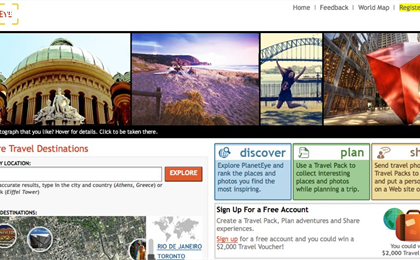 Home | Feedback | World Map | Registe
otograph that you like? Hover for details. Click to be taken there.
re Travel Destinations
Y LOCATION:
EXPLORE
accurate results, type in the city and country (Athens, Greece) or
k (Eiffel Tower)
DESTINATIONS:
RIO DE JANEIRO
TORONTO
discover
Explore PlanetEye and
rank the places and
photos you find the
most inspiring.
plan
Use a Travel Pack to
collect interesting
places and photos
while planning a trip.
sh
Send travel photo
Travel Packs to
and put a perso
on a Web site o
Sign Up For a Free Account
Create a Travel Pack, Plan adventures and Share
experiences.
Sign up for a free account and you could win a
$2,000 Travel Voucher!
You could w
$2,000 Travel